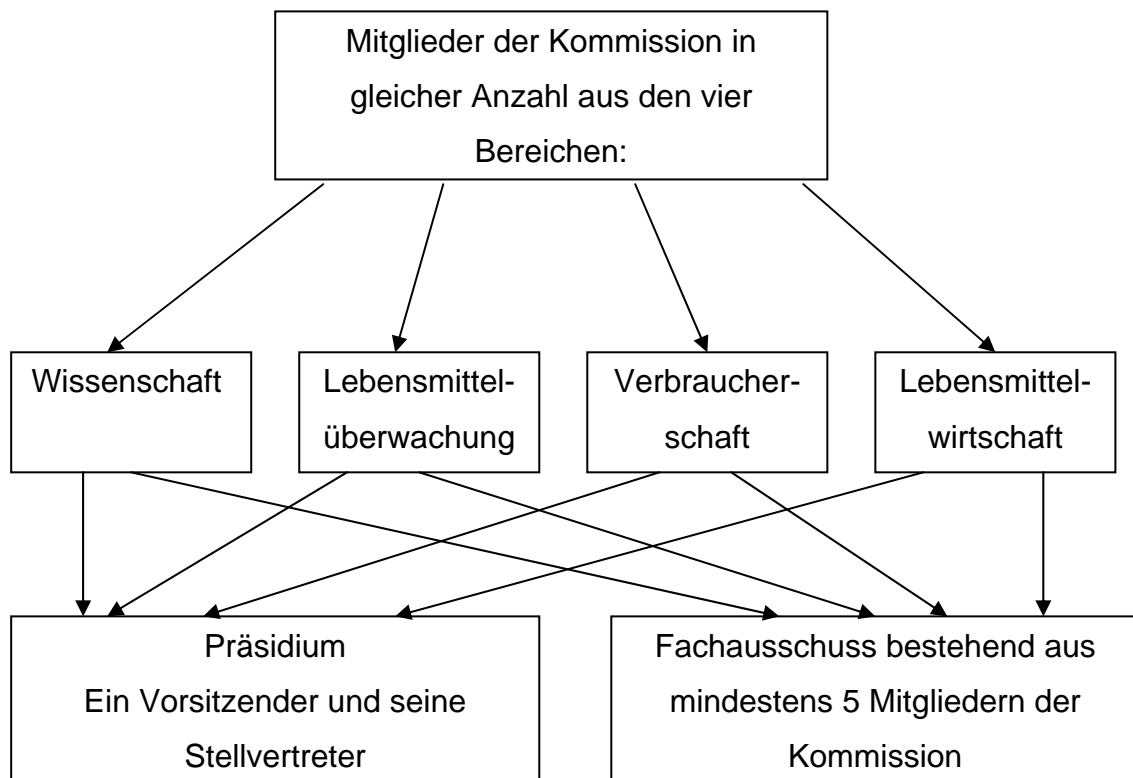 Mitglieder der Kommission in
gleicher Anzahl aus den vier
Bereichen:
Wissenschaft
Lebensmittel-
überwachung
Verbraucher-
schaft
Lebensmittel-
wirtschaft
Präsidium
Ein Vorsitzender und seine
Stellvertreter
Fachausschuss bestehend aus
mindestens 5 Mitgliedern der
Kommission